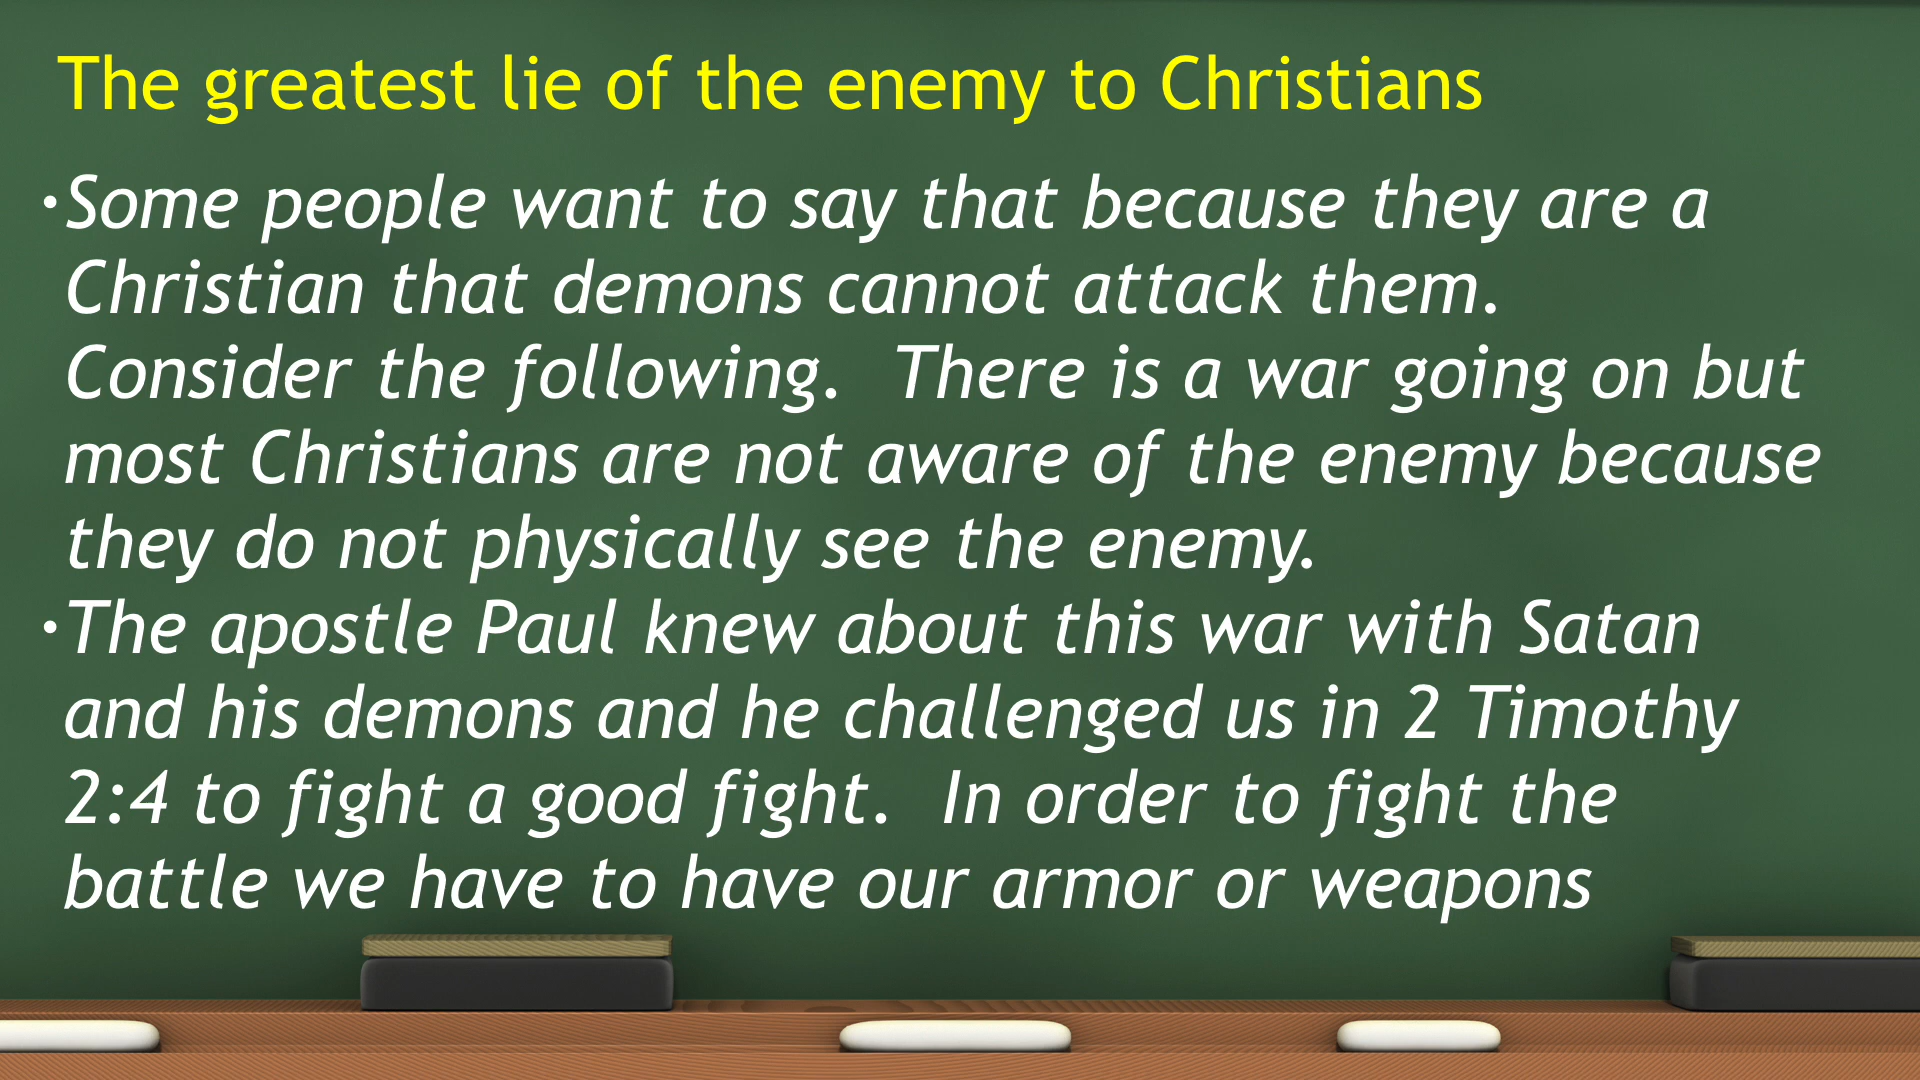 The greatest lie of the enemy to Christians
•Some people want to say that because they are a
Christian that demons cannot attack them.
Consider the following.  There is a war going on but
most Christians are not aware of the enemy because
they do not physically see the enemy.
•The apostle Paul knew about this war with Satan
and his demons and he challenged us in 2 Timothy
2:4 to fight a good fight.  In order to fight the
battle we have to have our armor or weapons